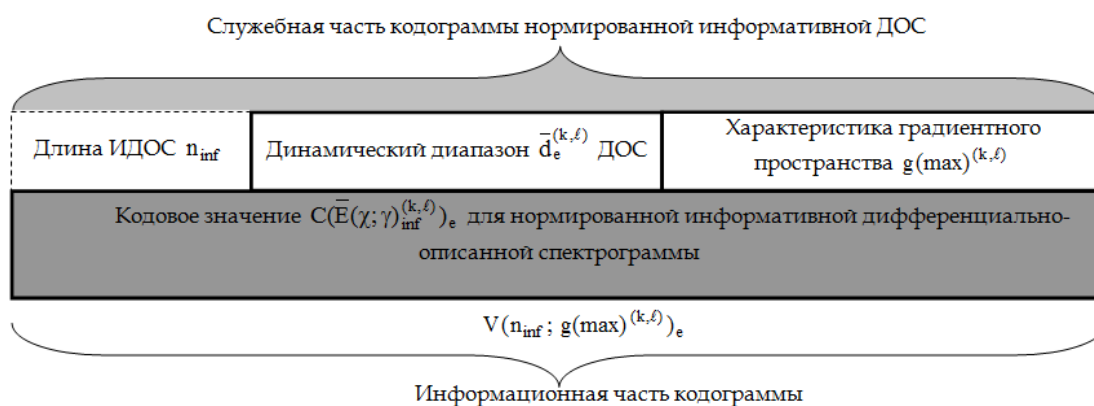 Служебная часть кодограммы нормированной информативной ДОС
Длина ИДОС n_inf
Динамический диапазон d̅_e^(k,ℓ) ДОС
Характеристика градиентного
пространства g(max)^(k,ℓ)
Кодовое значение C(E̅(χ;γ)_inf^(k,ℓ))_e для нормированной информативной дифференциально-
описанной спектрограммы
V(n_inf; g(max)^(k,ℓ))_e
Информационная часть кодограммы